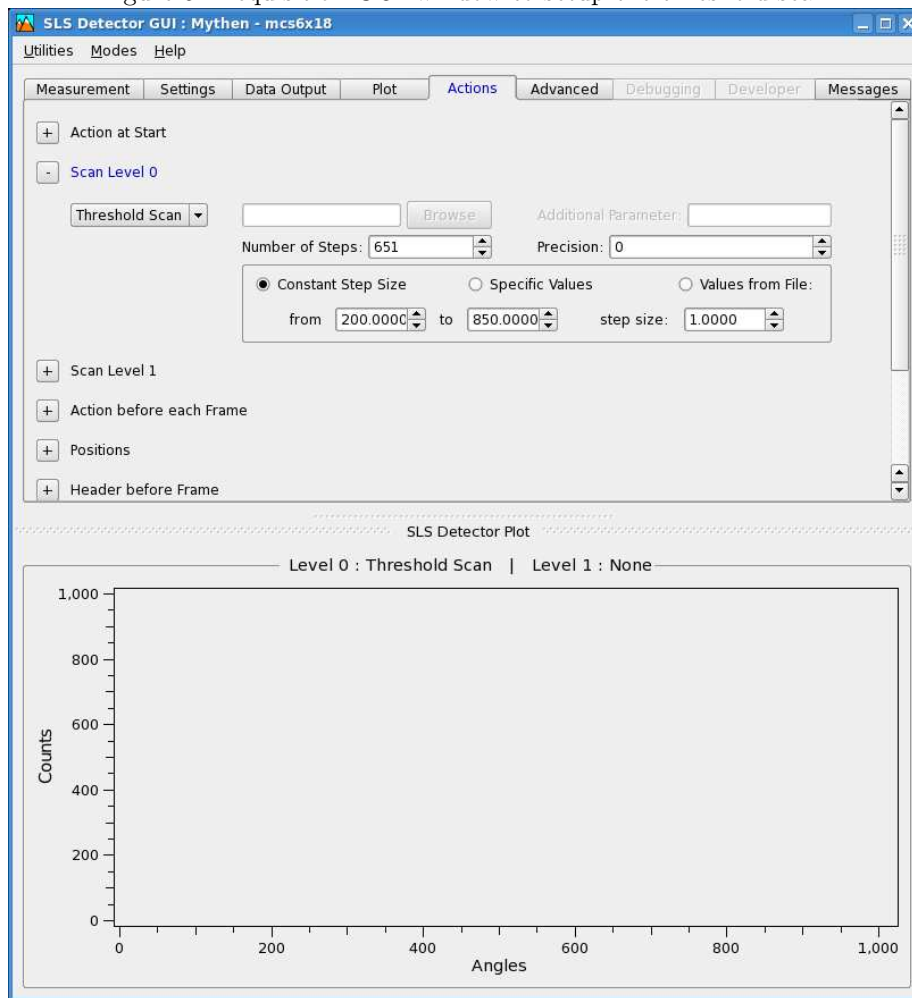 SLS Detector GUI : Mythen - mcs6x18
Utilities Modes Help
Measurement Settings Data Output Plot Actions Advanced Debugging Developer Messages
+ Action at Start
- Scan Level 0
Threshold Scan Browse Additional Parameter:
Number of Steps: 651 Precision: 0
Constant Step Size Specific Values Values from File:
from 200.0000 to 850.0000 step size: 1.0000
+ Scan Level 1
+ Action before each Frame
+ Positions
+ Header before Frame
SLS Detector Plot
Level 0 : Threshold Scan | Level 1 : None
1,000
800
600
400
200
0
Counts
0 200 400 600 800 1,000
Angles